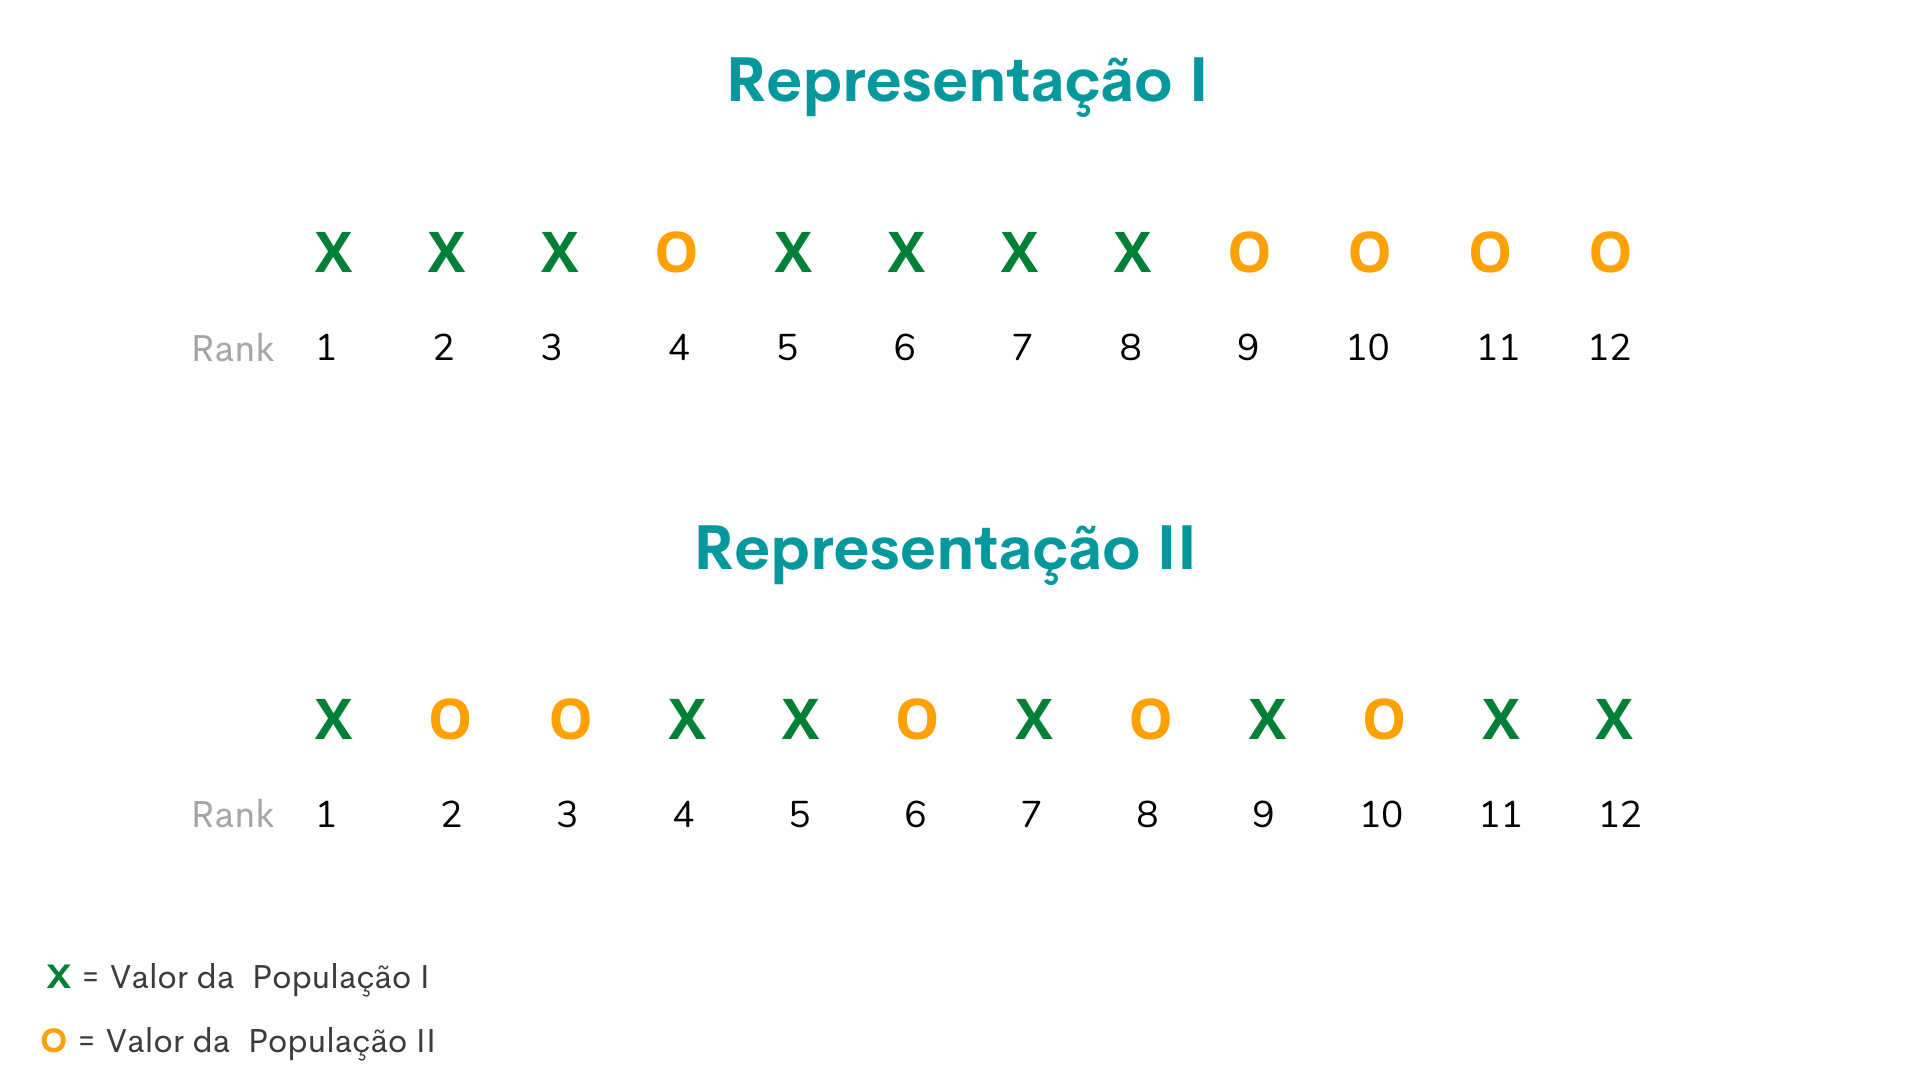 Representação I
X X X O X X X X O O O O
Rank 1 2 3 4 5 6 7 8 9 10 11 12
Representação II
X O O X X O X O X O X X
Rank 1 2 3 4 5 6 7 8 9 10 11 12
X = Valor da População I
O = Valor da População II